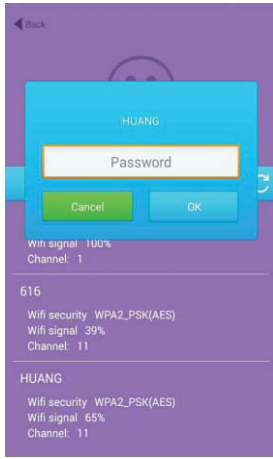 Back
HUANG
Password
Cancel
OK
Wifi signal 100%
Channel: 1
616
Wifi security WPA2_PSK(AES)
Wifi signal 39%
Channel: 11
HUANG
Wifi security WPA2_PSK(AES)
Wifi signal 65%
Channel: 11